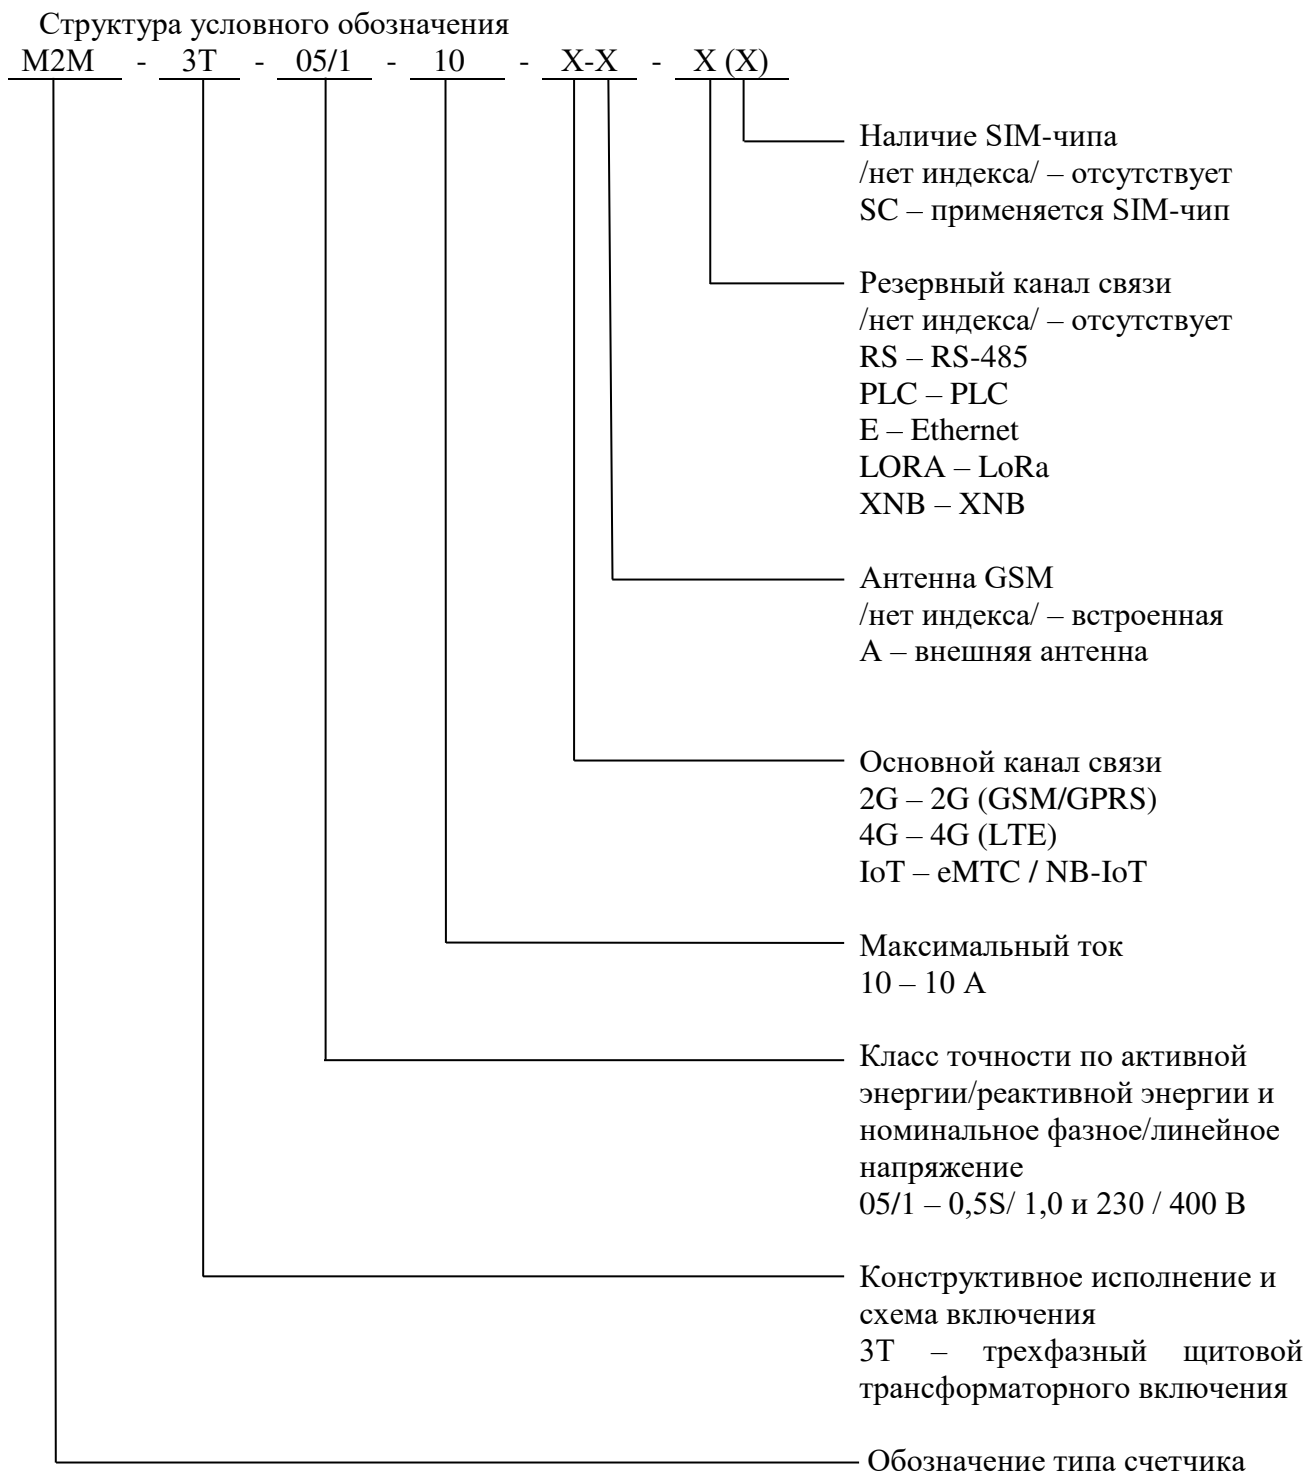 Структура условного обозначения
M2M - 3T - 05/1 - 10 - X-X - X (X)
Наличие SIM-чипа
/нет индекса/ – отсутствует
SC – применяется SIM-чип
Резервный канал связи
/нет индекса/ – отсутствует
RS – RS-485
PLC – PLC
E – Ethernet
LORA – LoRa
XNB – XNB
Антенна GSM
/нет индекса/ – встроенная
A – внешняя антенна
Основной канал связи
2G – 2G (GSM/GPRS)
4G – 4G (LTE)
IoT – eMTC / NB-IoT
Максимальный ток
10 – 10 А
Класс точности по активной
энергии/реактивной энергии и
номинальное фазное/линейное
напряжение
05/1 – 0,5S/ 1,0 и 230 / 400 В
Конструктивное исполнение и
схема включения
3Т – трехфазный щитовой
трансформаторного включения
Обозначение типа счетчика